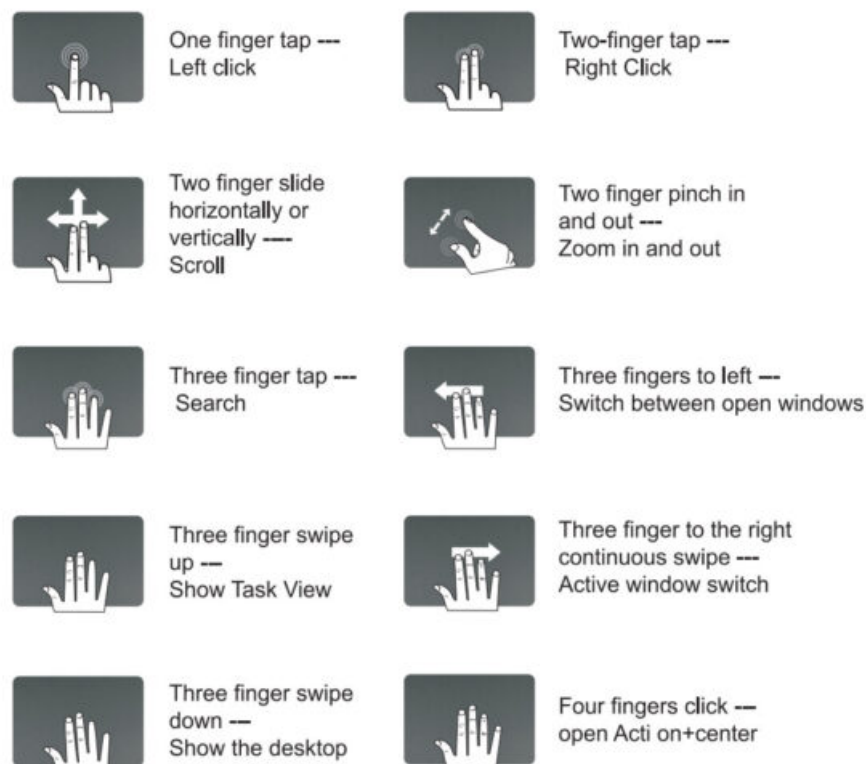 One finger tap ---
Left click
Two-finger tap ---
Right Click
Two finger slide
horizontally or
vertically ----
Scroll
Two finger pinch in
and out ---
Zoom in and out
Three finger tap ---
Search
Three fingers to left ---
Switch between open windows
Three finger swipe
up ---
Show Task View
Three finger to the right
continuous swipe ---
Active window switch
Three finger swipe
down ---
Show the desktop
Four fingers click ---
open Acti on+center